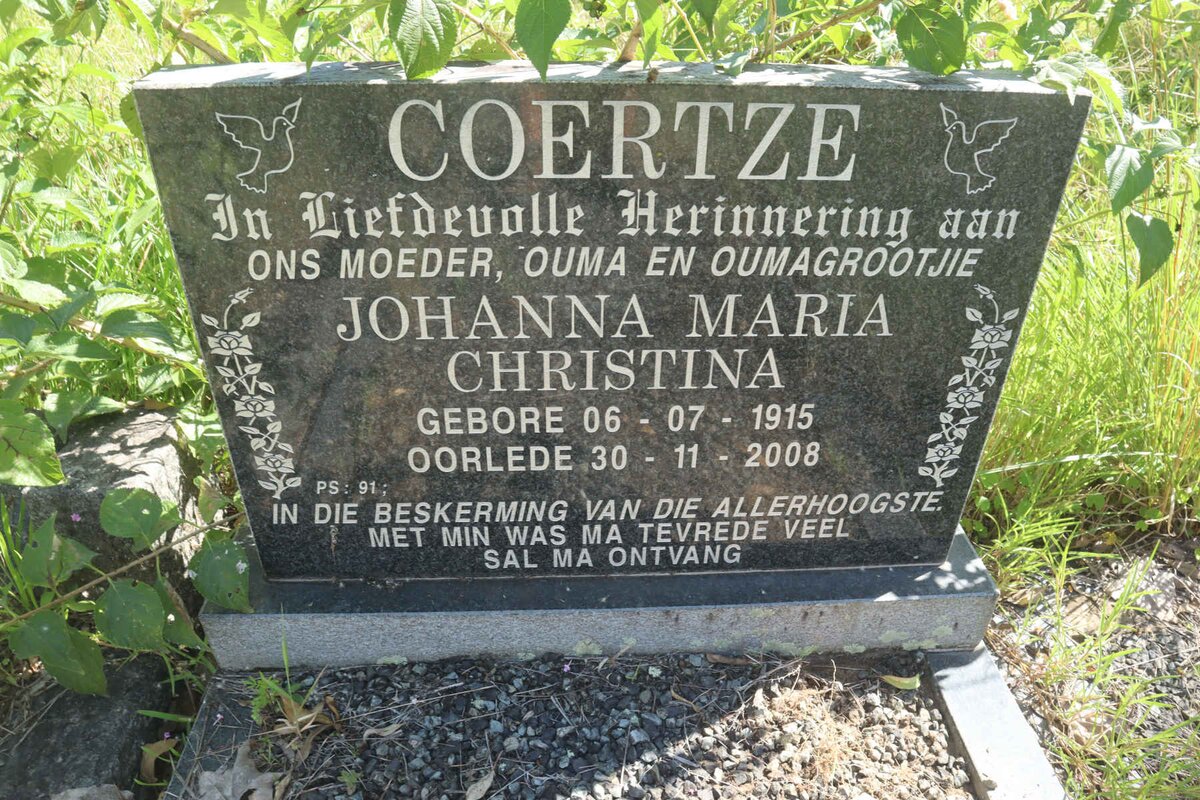 COERTZE
In Liefdevolle Herinnering aan
ONS MOEDER, OUMA EN OUMAGROOTJIE
JOHANNA MARIA
CHRISTINA
GEBORE 06 - 07 - 1915
OORLEDE 30 - 11 - 2008
PS: 91;
IN DIE BESKERMING VAN DIE ALLERHOOGSTE.
MET MIN WAS MA TEVREDE VEEL
SAL MA ONTVANG